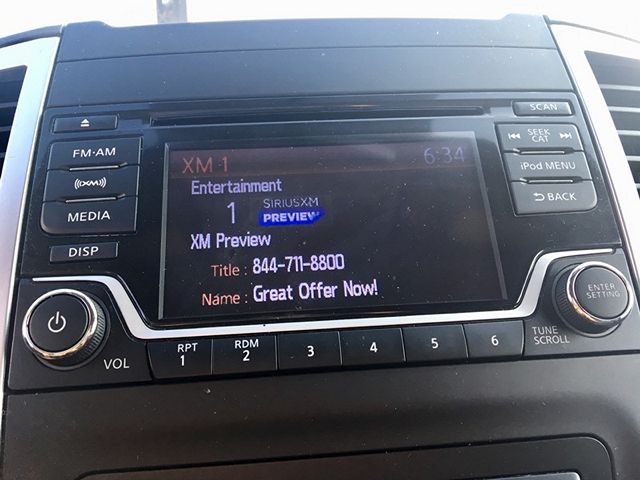 SCAN
FM·AM
XM 1 6:34
SEEK
CAT
Entertainment
(XM)
1 SIRIUSXM
PREVIEW
iPod MENU
MEDIA
BACK
XM Preview
DISP
Title : 844-711-8800
Name : Great Offer Now!
ENTER
SETTING
VOL
RPT
1
RDM
2
3
4
5
6
TUNE
SCROLL